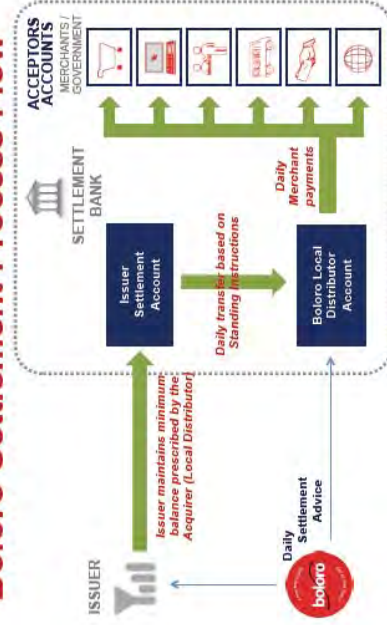 Boloro Settlement Process Flow
ISSUER
Issuer maintains minimum
balance prescribed by the
Acquirer (Local Distributor)
SETTLEMENT
BANK
Issuer
Settlement
Account
Daily transfer based on
Standing Instructions
Boloro Local
Distributor
Account
Daily
Merchant
payments
ACCEPTORS
ACCOUNTS
MERCHANTS /
GOVERNMENT
Daily
Settlement
Advice
boloro